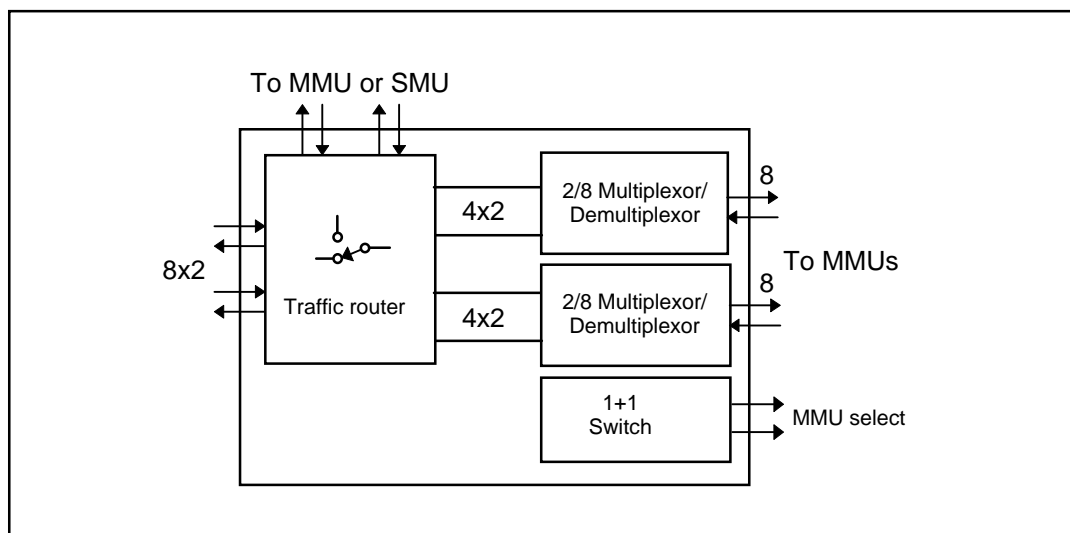 To MMU or SMU
8x2
Traffic router
4x2
4x2
2/8 Multiplexor/
Demultiplexor
8
2/8 Multiplexor/
Demultiplexor
8
To MMUs
1+1
Switch
MMU select